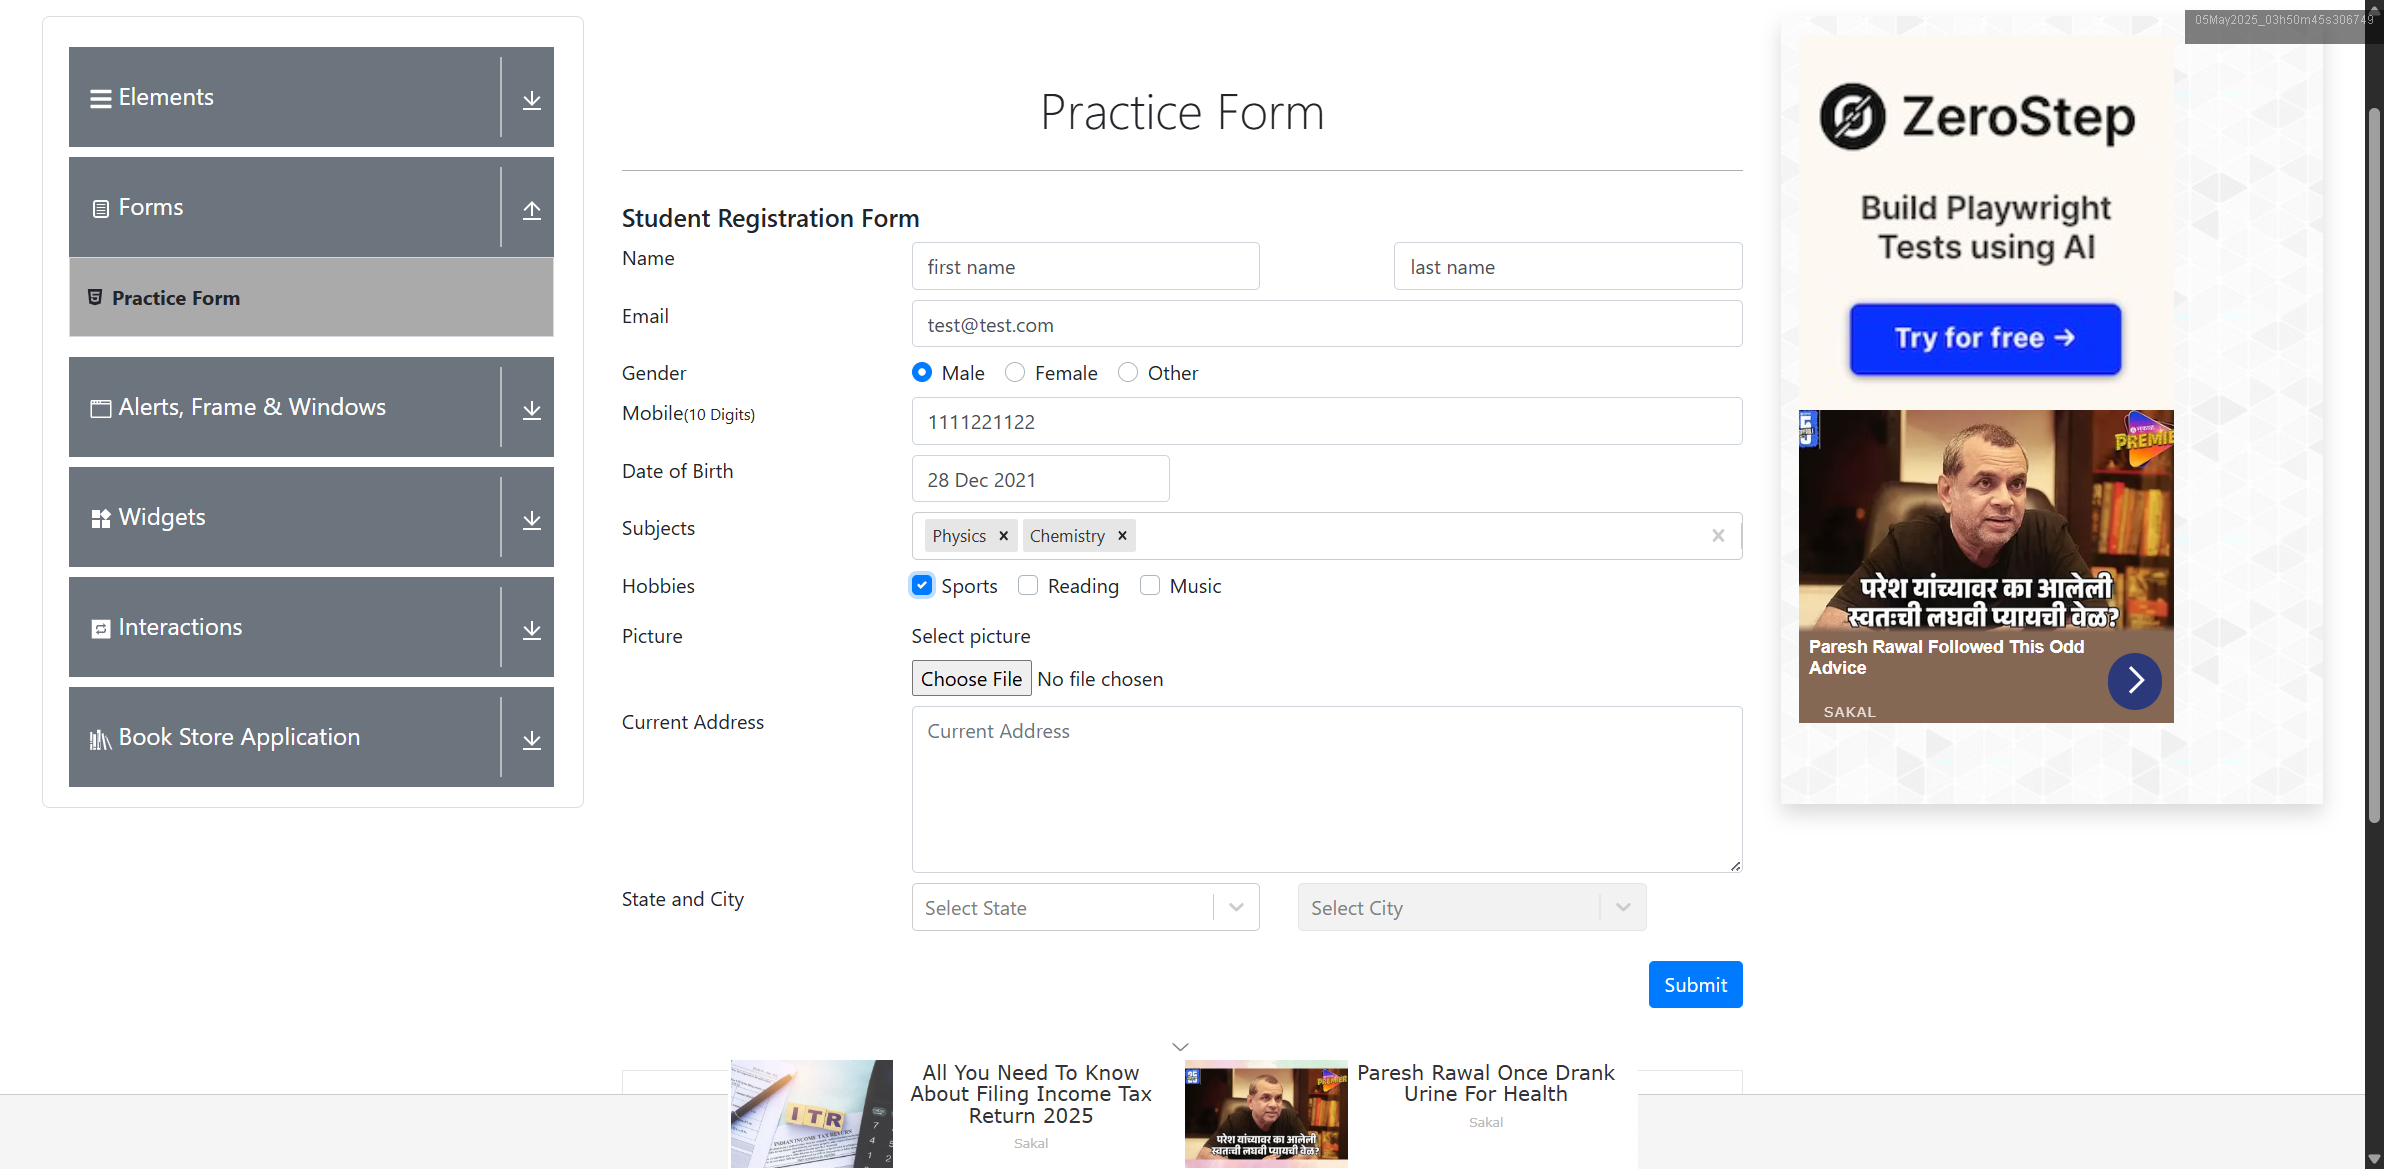 05May2025_03h50m45s306749
Elements
Forms
Practice Form
Alerts, Frame & Windows
Widgets
Interactions
Book Store Application
Practice Form
Student Registration Form
Name
first name
last name
Email
test@test.com
Gender
Male
Female
Other
Mobile(10 Digits)
1111221122
Date of Birth
28 Dec 2021
Subjects
Physics
Chemistry
Hobbies
Sports
Reading
Music
Picture
Select picture
Choose File No file chosen
Current Address
Current Address
State and City
Select State
Select City
Submit
ZeroStep
Build Playwright
Tests using AI
Try for free →
PREMIE
परेश यांच्यावर का आलेली
स्वतःची लघवी प्यायची वेळ?
Paresh Rawal Followed This Odd
Advice
SAKAL
ITR
INDIAN INCOME TAX RETURN
All You Need To Know
About Filing Income Tax
Return 2025
Sakal
PREMIER
परेश यांच्यावर का आलेली
स्वतःची लघवी प्यायची वेळ?
Paresh Rawal Once Drank
Urine For Health
Sakal